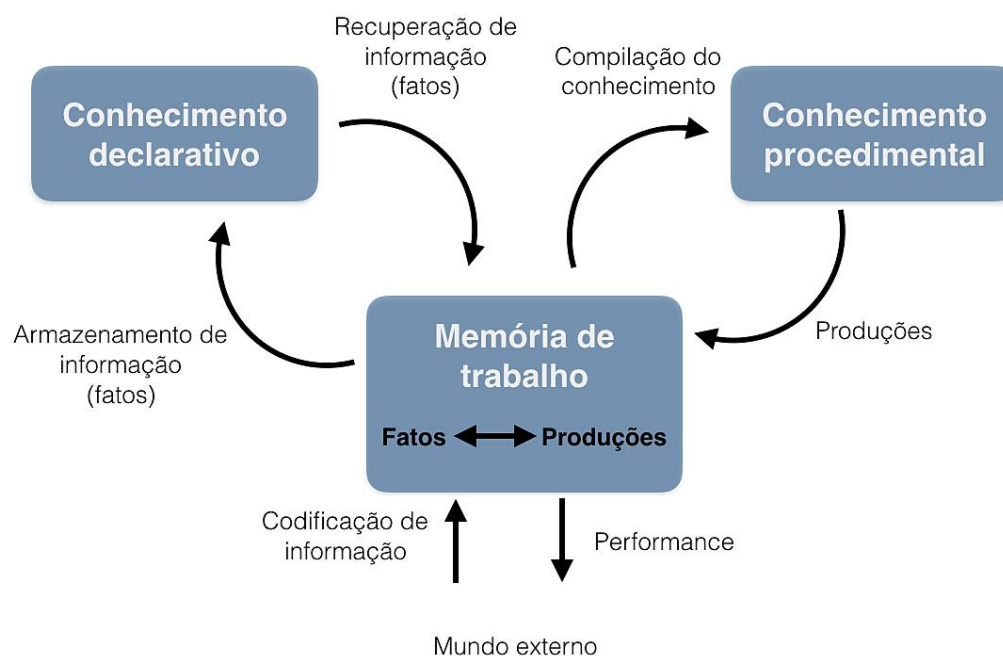 Recuperação de
informação
(fatos)
Compilação do
conhecimento
Conhecimento
declarativo
Conhecimento
procedimental
Armazenamento de
informação
(fatos)
Memória de
trabalho
Fatos Produções
Produções
Codificação de
informação
Performance
Mundo externo